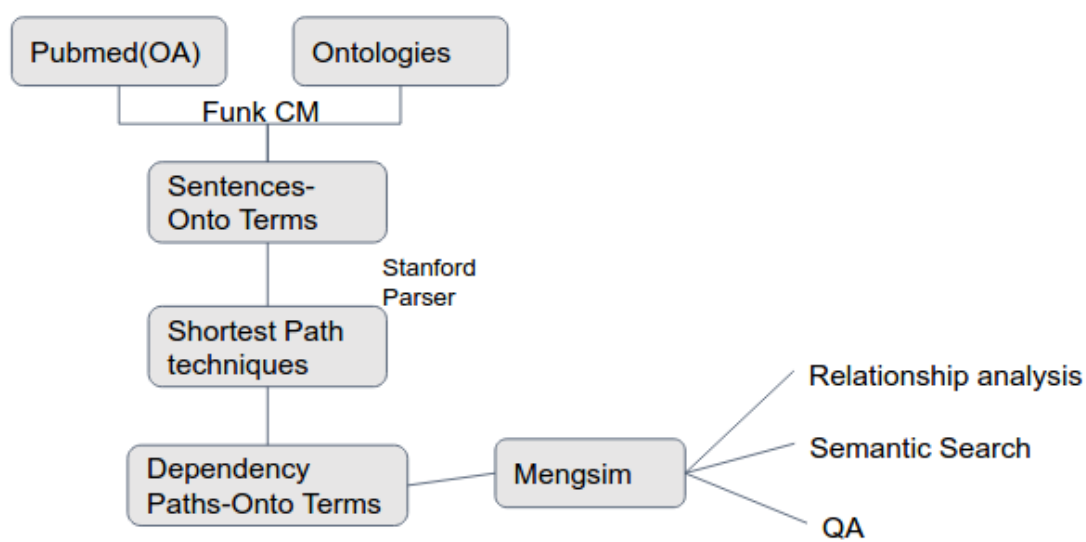 Pubmed(OA)
Ontologies
Funk CM
Sentences-
Onto Terms
Stanford
Parser
Shortest Path
techniques
Dependency
Paths-Onto Terms
Mengsim
Relationship analysis
Semantic Search
QA